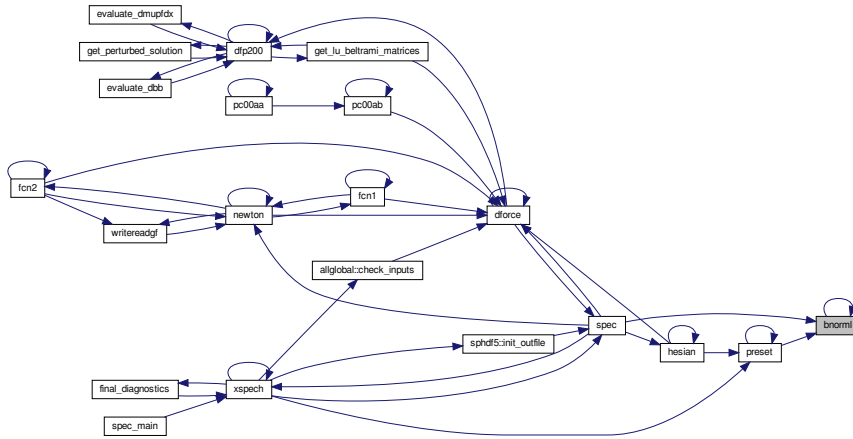 evaluate_dmupfdx
get_perturbed_solution
dfp200
get_lu_beltrami_matrices
evaluate_dbb
pc00aa
pc00ab
fcn2
fcn1
newton
dforce
writereadgf
allglobal::check_inputs
spec
bnorml
sphdf5::init_outfile
hesian
preset
final_diagnostics
xspech
spec_main